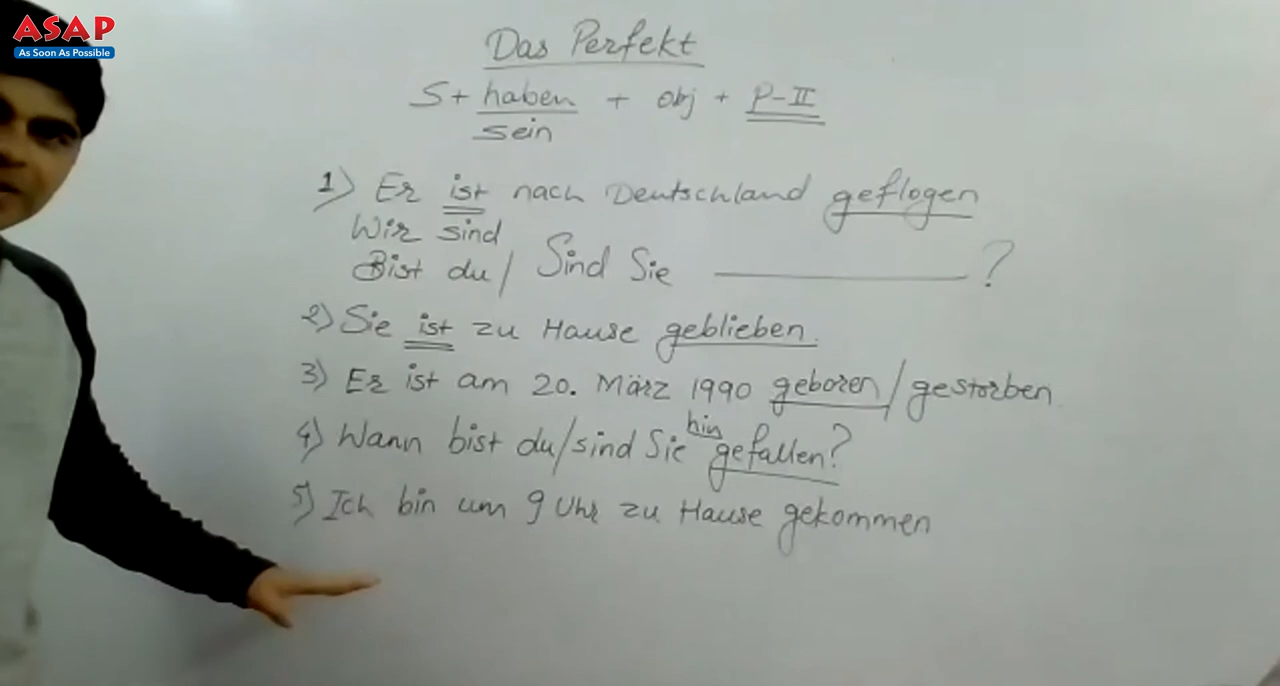 ASAP
As Soon As Possible
Das Perfekt
S + haben + obj + P-II
sein
1) Er ist nach Deutschland geflogen
Wir sind
Bist du / Sind Sie ________ ?
2) Sie ist zu Hause geblieben.
3) Er ist am 20. März 1990 geboren / gestorben
hin
4) Wann bist du/sind Sie gefallen?
5) Ich bin um 9 Uhr zu Hause gekommen